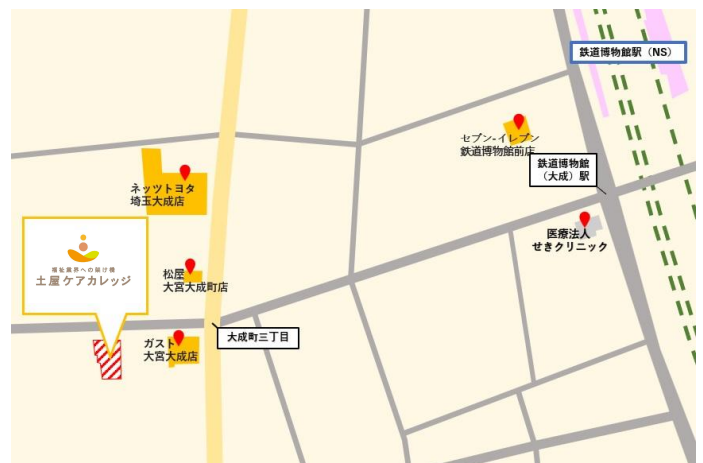 鉄道博物館駅（NS）
セブン-イレブン
鉄道博物館前店
鉄道博物館
（大成）駅
ネッツトヨタ
埼玉大成店
医療法人
せきクリニック
福祉業界への架け橋
土屋ケアカレッジ
松屋
大宮大成町店
大成町三丁目
ガスト
大宮大成店